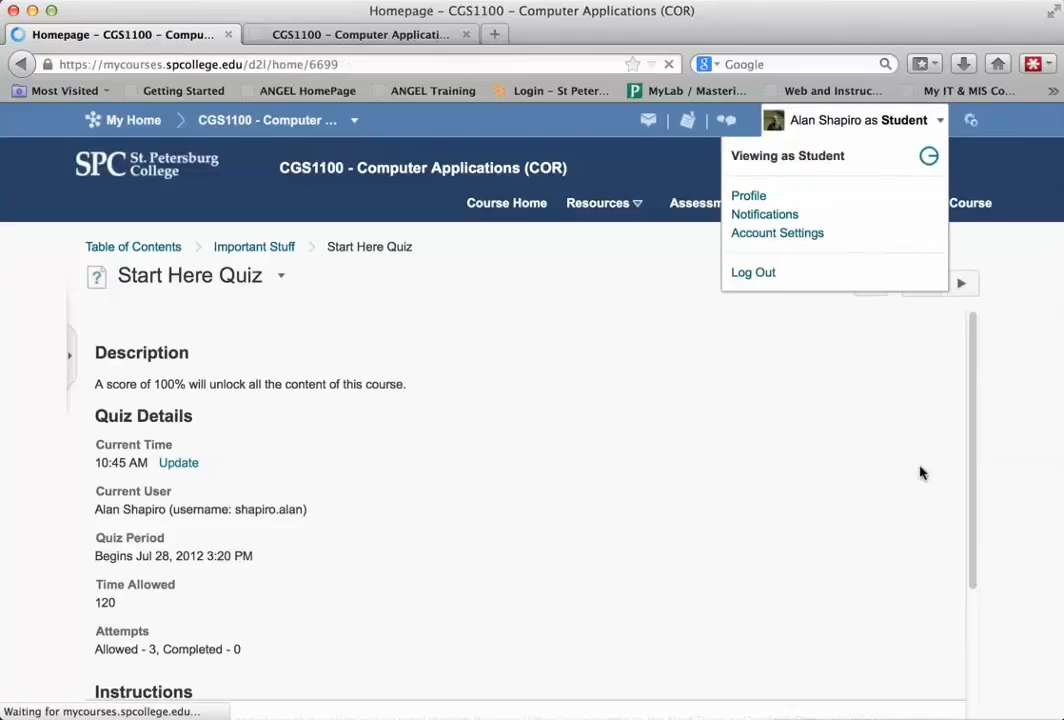 Homepage - CGS1100 - Computer Applications (COR)
Homepage - CGS1100 - Compu...
CGS1100 - Computer Applicati...
https://mycourses.spcollege.edu/d2l/home/6699
Google
Most Visited
Getting Started
ANGEL HomePage
ANGEL Training
Login - St Peter...
MyLab / Masteri...
Web and Instruc...
My IT & MIS Co...
My Home
CGS1100 - Computer ...
Alan Shapiro as Student
SPC St. Petersburg College
CGS1100 - Computer Applications (COR)
Viewing as Student
Course Home
Resources
Assessm
Course
Profile
Notifications
Account Settings
Log Out
Table of Contents
Important Stuff
Start Here Quiz
Start Here Quiz
Description
A score of 100% will unlock all the content of this course.
Quiz Details
Current Time
10:45 AM Update
Current User
Alan Shapiro (username: shapiro.alan)
Quiz Period
Begins Jul 28, 2012 3:20 PM
Time Allowed
120
Attempts
Allowed - 3, Completed - 0
Instructions
Waiting for mycourses.spcollege.edu...